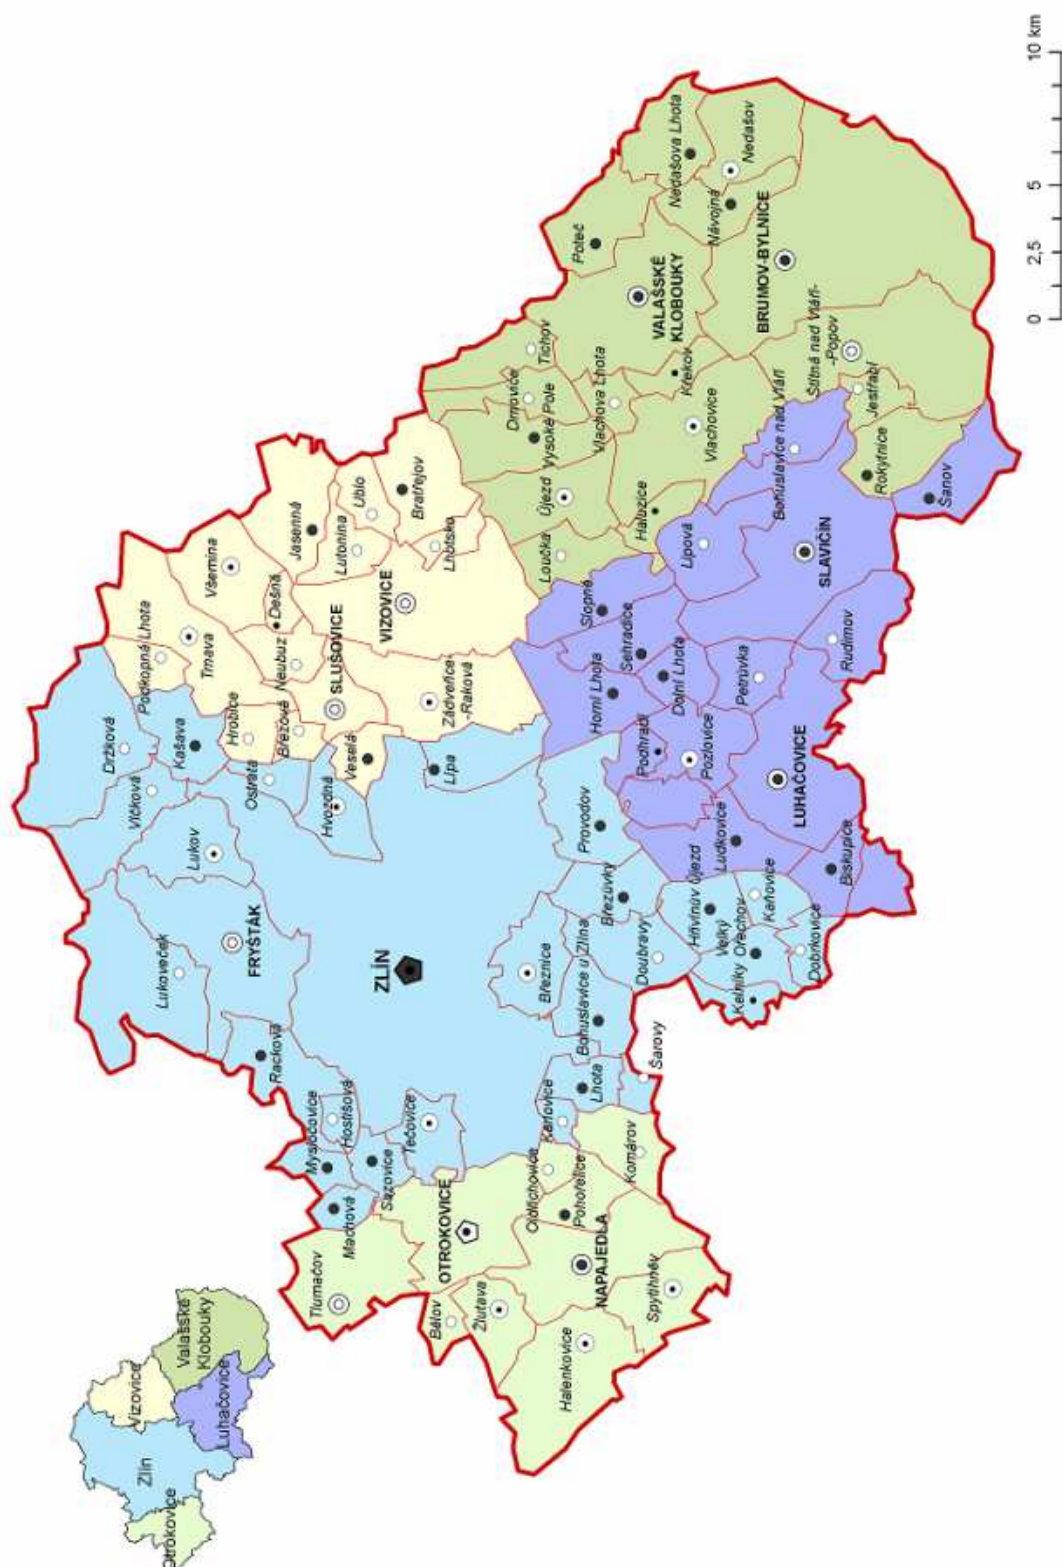 Otrokovice
Zlín
Vizovice
Luhačovice
Valašské
Klobouky
Držková
Podkopná Lhota
Vlčková
Kašava
Trnava
Všemina
Lukov
Lukoveček
FRYŠTÁK
Ostrata
Hrobice
Březová
Neubuz
Dešná
Jasenná
Hvozdná
Veselá
SLUŠOVICE
Lutonina
Ublo
Bratřejov
VIZOVICE
Lhotsko
Zádveřice-
-Raková
Lípa
ZLÍN
Racková
Mysločovice
Hostišová
Machová
Sazovice
Tečovice
Tlumačov
OTROKOVICE
Bělov
Žlutava
Halenkovice
NAPAJEDLA
Spytihněv
Pohořelice
Oldřichovice
Komárov
Karlovice
Lhota
Šarovy
Bohuslavice u Zlína
Březnice
Doubravy
Březůvky
Provodov
Hřivínův Újezd
Velký
Ořechov
Kaňovice
Kelníky
Dobrkovice
Biskupice
Ludkovice
LUHAČOVICE
Podhradí
Pozlovice
Horní Lhota
Dolní Lhota
Sehradice
Slopné
Petrůvka
Rudimov
SLAVIČÍN
Lipová
Bohuslavice nad Vláří
Šanov
Rokytnice
Jestřabí
Štítná nad Vláří-
-Popov
Loučka
Haluzice
Újezd
Vysoké Pole
Drnovice
Tichov
Vlachova Lhota
Vlachovice
Křekov
VALAŠSKÉ
KLOBOUKY
Poteč
BRUMOV-BYLNICE
Návojná
Nedašov
Nedašova Lhota
0 2,5 5 10 km